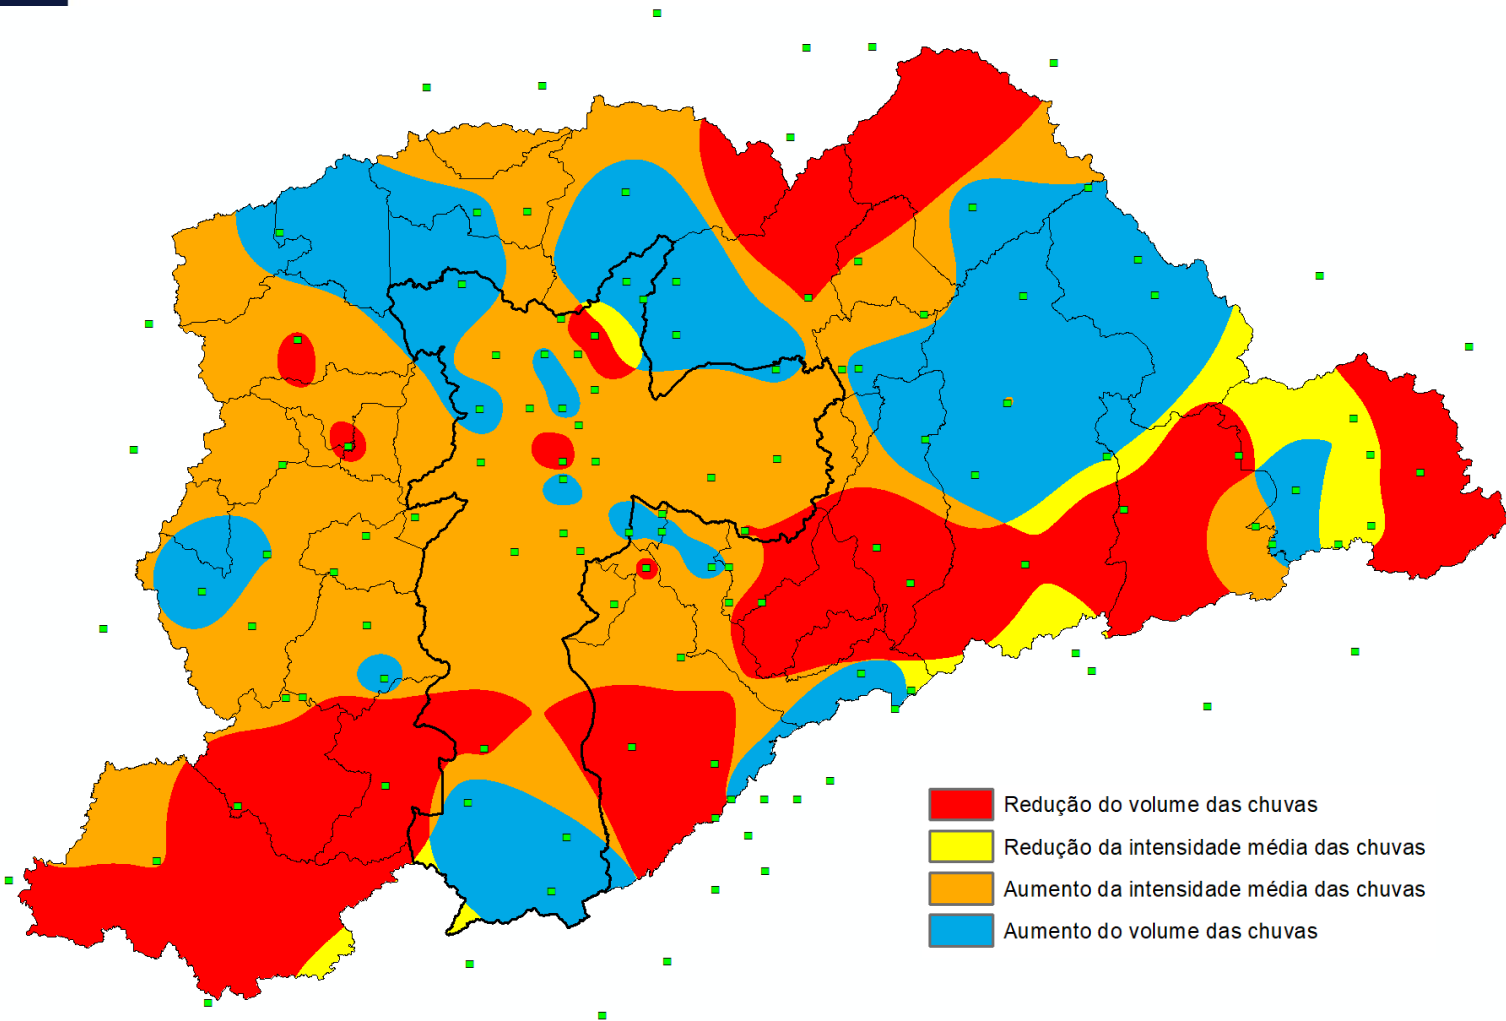 Redução do volume das chuvas
Redução da intensidade média das chuvas
Aumento da intensidade média das chuvas
Aumento do volume das chuvas